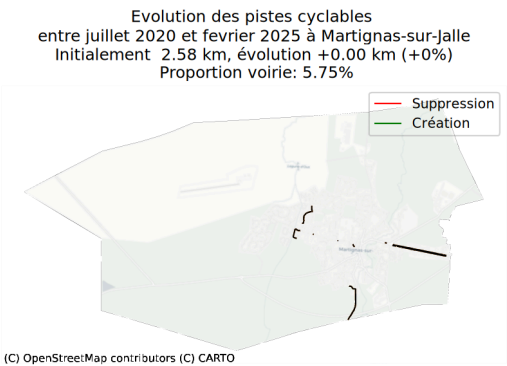 Evolution des pistes cyclables
entre juillet 2020 et fevrier 2025 à Martignas-sur-Jalle
Initialement  2.58 km, évolution +0.00 km (+0%)
Proportion voirie: 5.75%
Suppression
Création
(C) OpenStreetMap contributors (C) CARTO